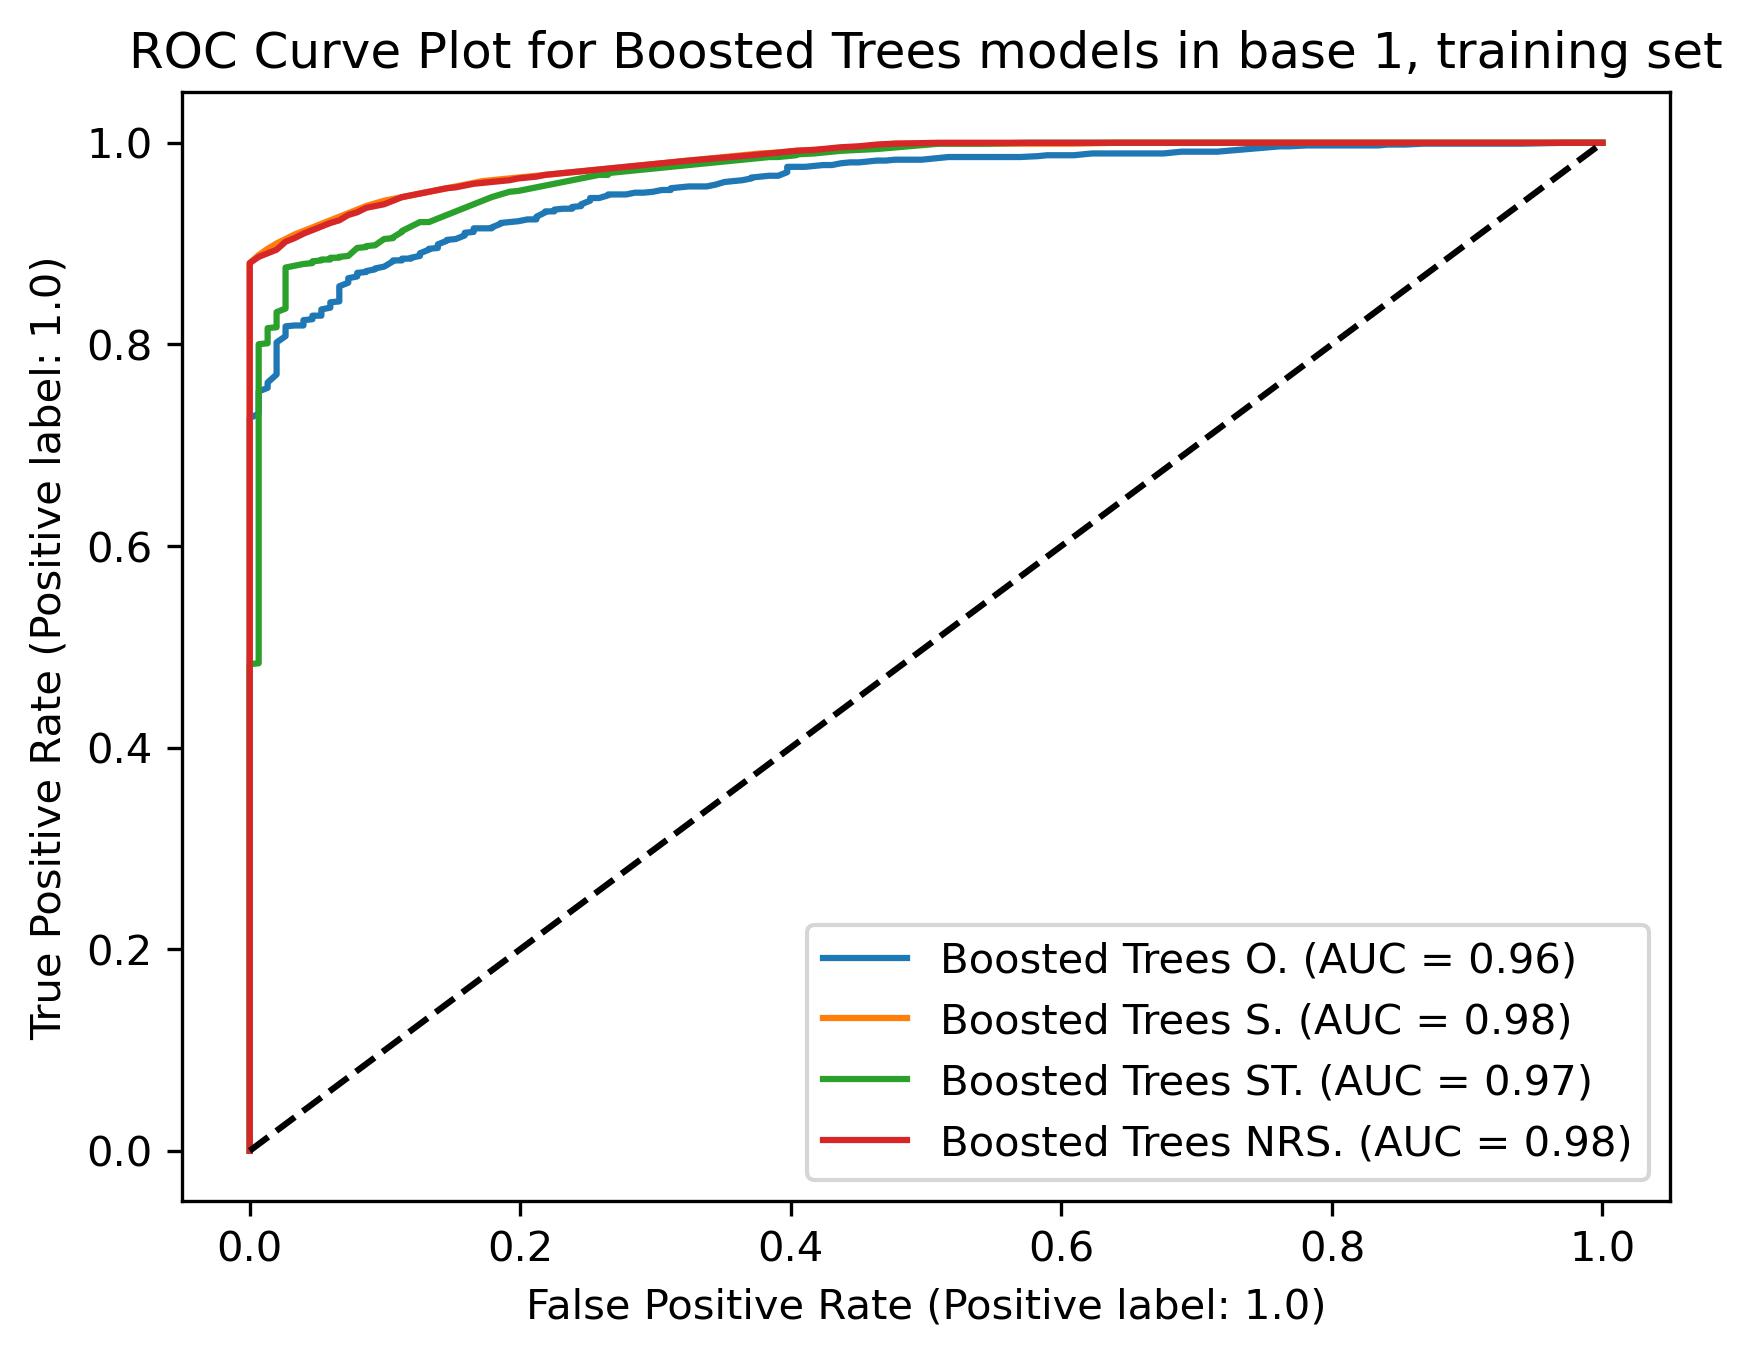 ROC Curve Plot for Boosted Trees models in base 1, training set
True Positive Rate (Positive label: 1.0)
1.0
0.8
0.6
0.4
0.2
0.0
Boosted Trees O. (AUC = 0.96)
Boosted Trees S. (AUC = 0.98)
Boosted Trees ST. (AUC = 0.97)
Boosted Trees NRS. (AUC = 0.98)
0.0 0.2 0.4 0.6 0.8 1.0
False Positive Rate (Positive label: 1.0)